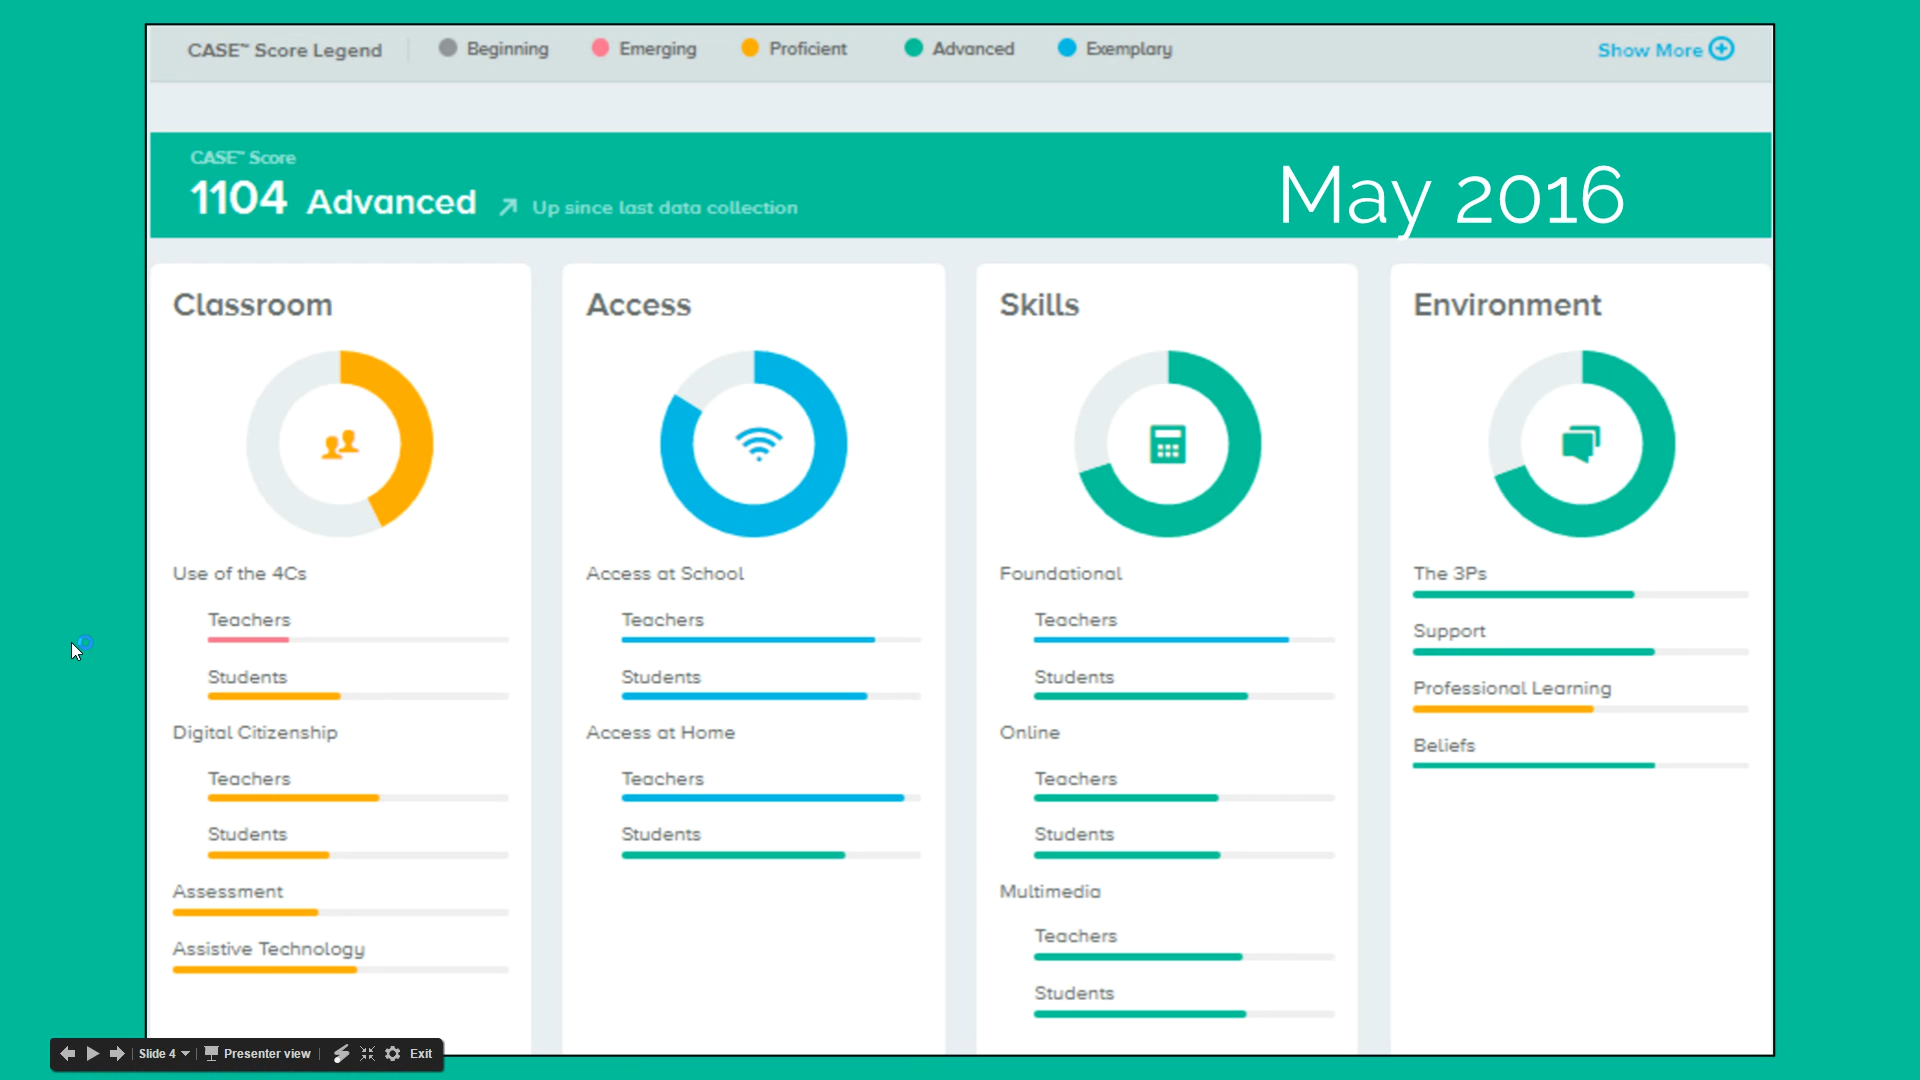 CASE™ Score Legend
Beginning
Emerging
Proficient
Advanced
Exemplary
Show More
CASE™ Score
1104 Advanced
Up since last data collection
May 2016
Classroom
Use of the 4Cs
Teachers
Students
Digital Citizenship
Teachers
Students
Assessment
Assistive Technology
Access
Access at School
Teachers
Students
Access at Home
Teachers
Students
Skills
Foundational
Teachers
Students
Online
Teachers
Students
Multimedia
Teachers
Students
Environment
The 3Ps
Support
Professional Learning
Beliefs
Slide 4
Presenter view
Exit